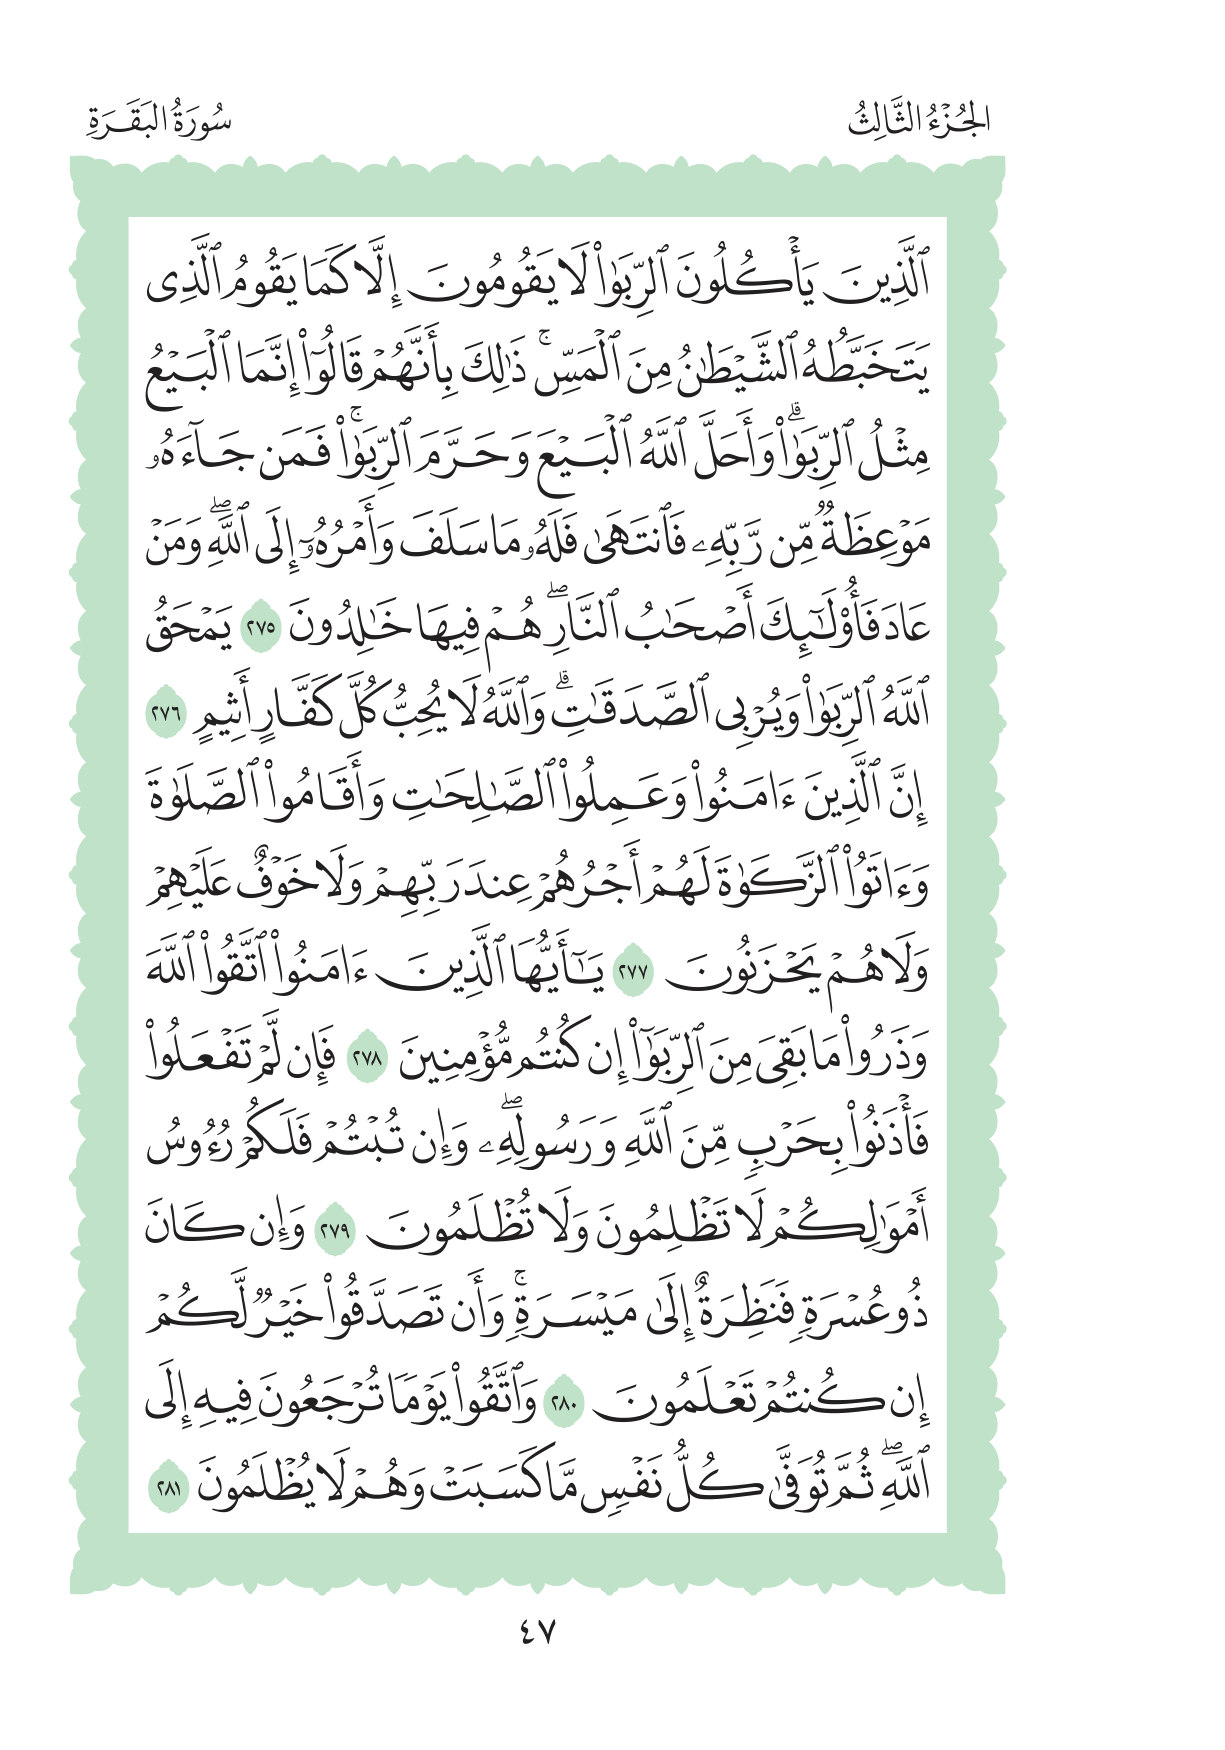 الجُزْءُ الثَّالِثُ
سُورَةُ البَقَرَةِ
ٱلَّذِينَ يَأۡكُلُونَ ٱلرِّبَوٰاْ لَا يَقُومُونَ إِلَّا كَمَا يَقُومُ ٱلَّذِى
يَتَخَبَّطُهُ ٱلشَّيۡطَٰنُ مِنَ ٱلۡمَسِّۚ ذَٰلِكَ بِأَنَّهُمۡ قَالُوٓاْ إِنَّمَا ٱلۡبَيۡعُ
مِثۡلُ ٱلرِّبَوٰاْۗ وَأَحَلَّ ٱللَّهُ ٱلۡبَيۡعَ وَحَرَّمَ ٱلرِّبَوٰاْۚ فَمَن جَآءَهُۥ
مَوۡعِظَةٌ مِّن رَّبِّهِۦ فَٱنتَهَىٰ فَلَهُۥ مَا سَلَفَ وَأَمۡرُهُۥٓ إِلَى ٱللَّهِۖ وَمَنۡ
عَادَ فَأُوْلَٰٓئِكَ أَصۡحَٰبُ ٱلنَّارِۖ هُمۡ فِيهَا خَٰلِدُونَ ٢٧٥ يَمۡحَقُ
ٱللَّهُ ٱلرِّبَوٰاْ وَيُرۡبِى ٱلصَّدَقَٰتِۗ وَٱللَّهُ لَا يُحِبُّ كُلَّ كَفَّارٍ أَثِيمٍ ٢٧٦
إِنَّ ٱلَّذِينَ ءَامَنُواْ وَعَمِلُواْ ٱلصَّٰلِحَٰتِ وَأَقَامُواْ ٱلصَّلَوٰةَ
وَءَاتَوُاْ ٱلزَّكَوٰةَ لَهُمۡ أَجۡرُهُمۡ عِندَ رَبِّهِمۡ وَلَا خَوۡفٌ عَلَيۡهِمۡ
وَلَا هُمۡ يَحۡزَنُونَ ٢٧٧ يَٰٓأَيُّهَا ٱلَّذِينَ ءَامَنُواْ ٱتَّقُواْ ٱللَّهَ
وَذَرُواْ مَا بَقِىَ مِنَ ٱلرِّبَوٰٓاْ إِن كُنتُم مُّؤۡمِنِينَ ٢٧٨ فَإِن لَّمۡ تَفۡعَلُواْ
فَأۡذَنُواْ بِحَرۡبٍ مِّنَ ٱللَّهِ وَرَسُولِهِۦۖ وَإِن تُبۡتُمۡ فَلَكُمۡ رُءُوسُ
أَمۡوَٰلِكُمۡ لَا تَظۡلِمُونَ وَلَا تُظۡلَمُونَ ٢٧٩ وَإِن كَانَ
ذُو عُسۡرَةٍ فَنَظِرَةٌ إِلَىٰ مَيۡسَرَةٍۚ وَأَن تَصَدَّقُواْ خَيۡرٌ لَّكُمۡ
إِن كُنتُمۡ تَعۡلَمُونَ ٢٨٠ وَٱتَّقُواْ يَوۡمًا تُرۡجَعُونَ فِيهِ إِلَى
ٱللَّهِۖ ثُمَّ تُوَفَّىٰ كُلُّ نَفۡسٍ مَّا كَسَبَتۡ وَهُمۡ لَا يُظۡلَمُونَ ٢٨١
٤٧